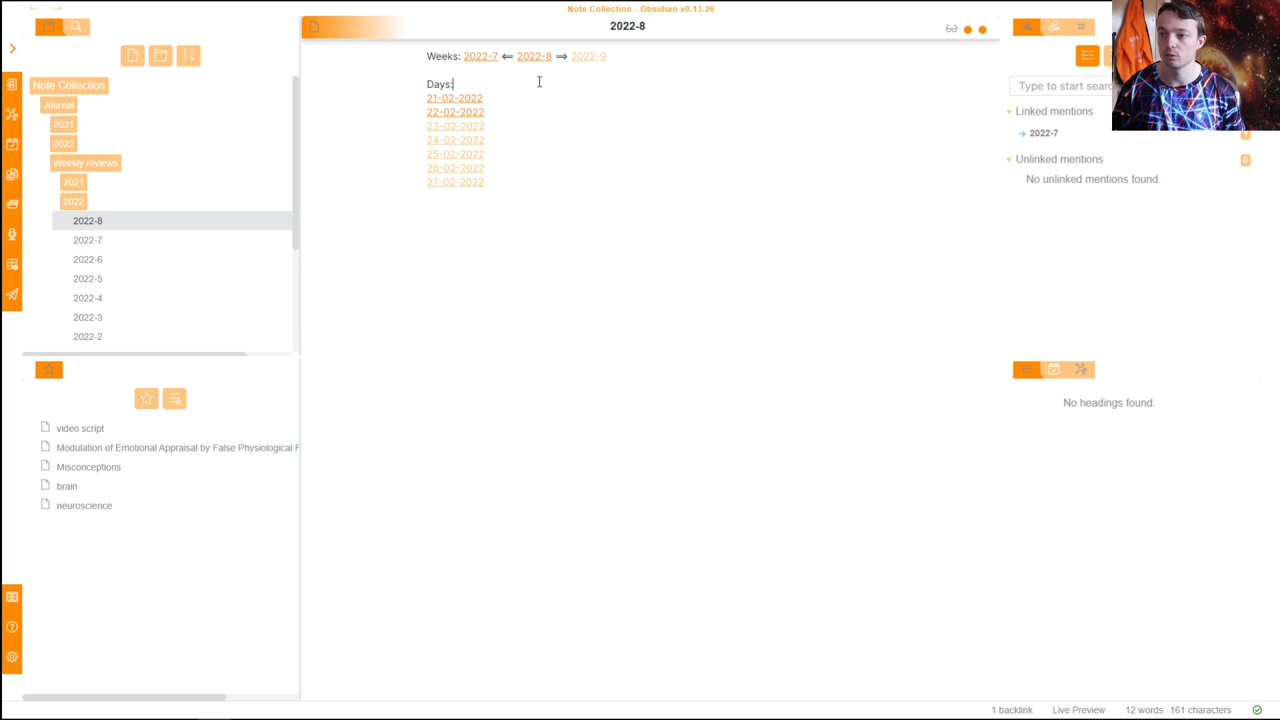 Note Collection - Obsidian v0.13.26
2022-8
Note Collection
Journal
2021
2022
Weekly reviews
2021
2022
2022-8
2022-7
2022-6
2022-5
2022-4
2022-3
2022-2
video script
Modulation of Emotional Appraisal by False Physiological F
Misconceptions
brain
neuroscience
Weeks: 2022-7 ⟸ 2022-8 ⟹ 2022-9
Days:
21-02-2022
22-02-2022
23-02-2022
24-02-2022
25-02-2022
26-02-2022
27-02-2022
#
Type to start sear
Linked mentions
2022-7
Unlinked mentions 0
No unlinked mentions found.
No headings found.
1 backlink Live Preview 12 words 161 characters